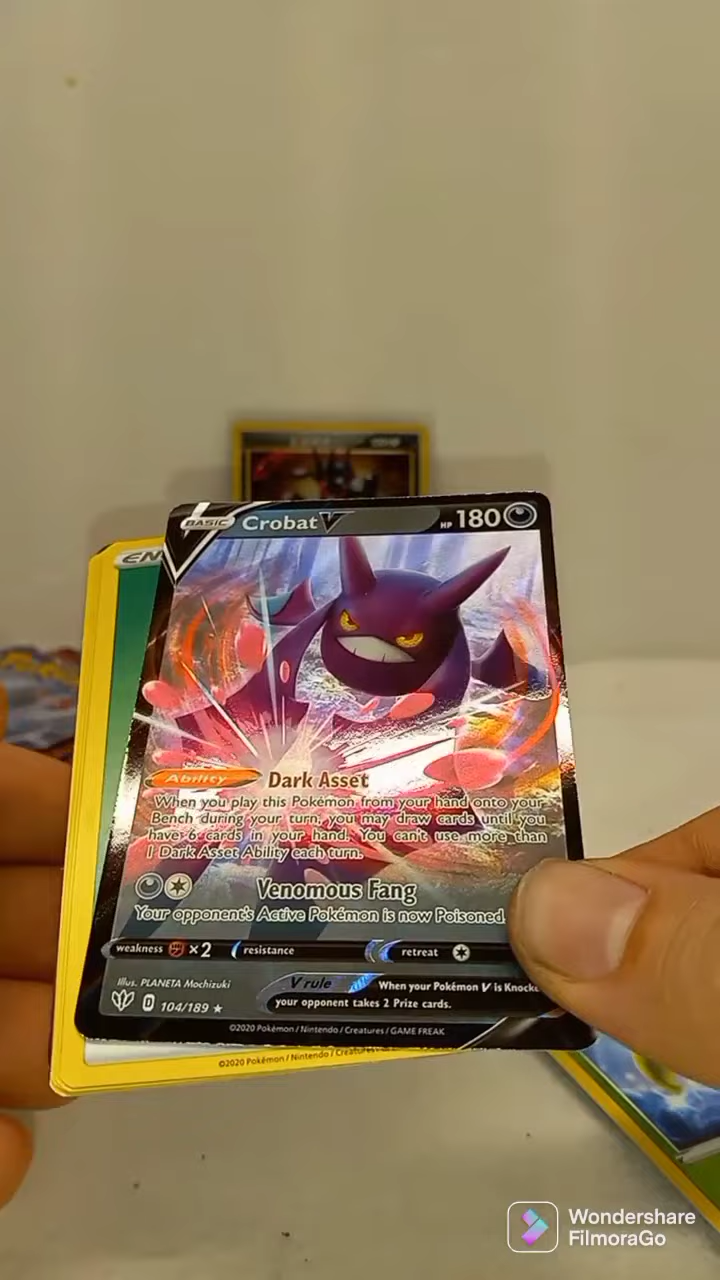 BASIC Crobat V HP 180
EN
Ability Dark Asset
When you play this Pokémon from your hand onto your
Bench during your turn, you may draw cards until you
have 6 cards in your hand. You can't use more than
1 Dark Asset Ability each turn.
Venomous Fang
Your opponent's Active Pokémon is now Poisoned
weakness ×2 resistance retreat
Illus. PLANETA Mochizuki
V rule When your Pokémon V is Knocke
your opponent takes 2 Prize cards.
D 104/189 ★
©2020 Pokémon / Nintendo / Creatures / GAME FREAK
©2020 Pokémon / Nintendo / Creatures
Wondershare
FilmoraGo